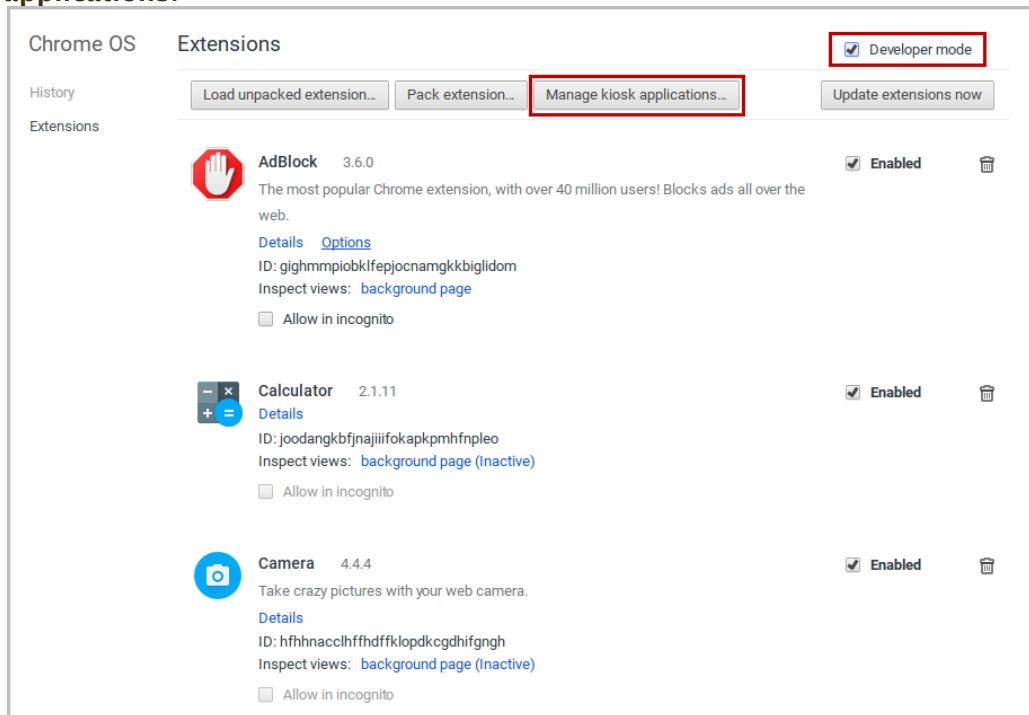 applications.
Chrome OS
Extensions
Developer mode
History
Load unpacked extension...
Pack extension...
Manage kiosk applications...
Update extensions now
Extensions
AdBlock 3.6.0
Enabled
The most popular Chrome extension, with over 40 million users! Blocks ads all over the
web.
Details Options
ID: gighmmpiobklfepjocnamgkkbiglidom
Inspect views: background page
Allow in incognito
Calculator 2.1.11
Enabled
Details
ID: joodangkbfjnajiiifokapkpmhfnpleo
Inspect views: background page (Inactive)
Allow in incognito
Camera 4.4.4
Enabled
Take crazy pictures with your web camera.
Details
ID: hfhhnacclhffhdffklopdkcgdhifgngh
Inspect views: background page (Inactive)
Allow in incognito